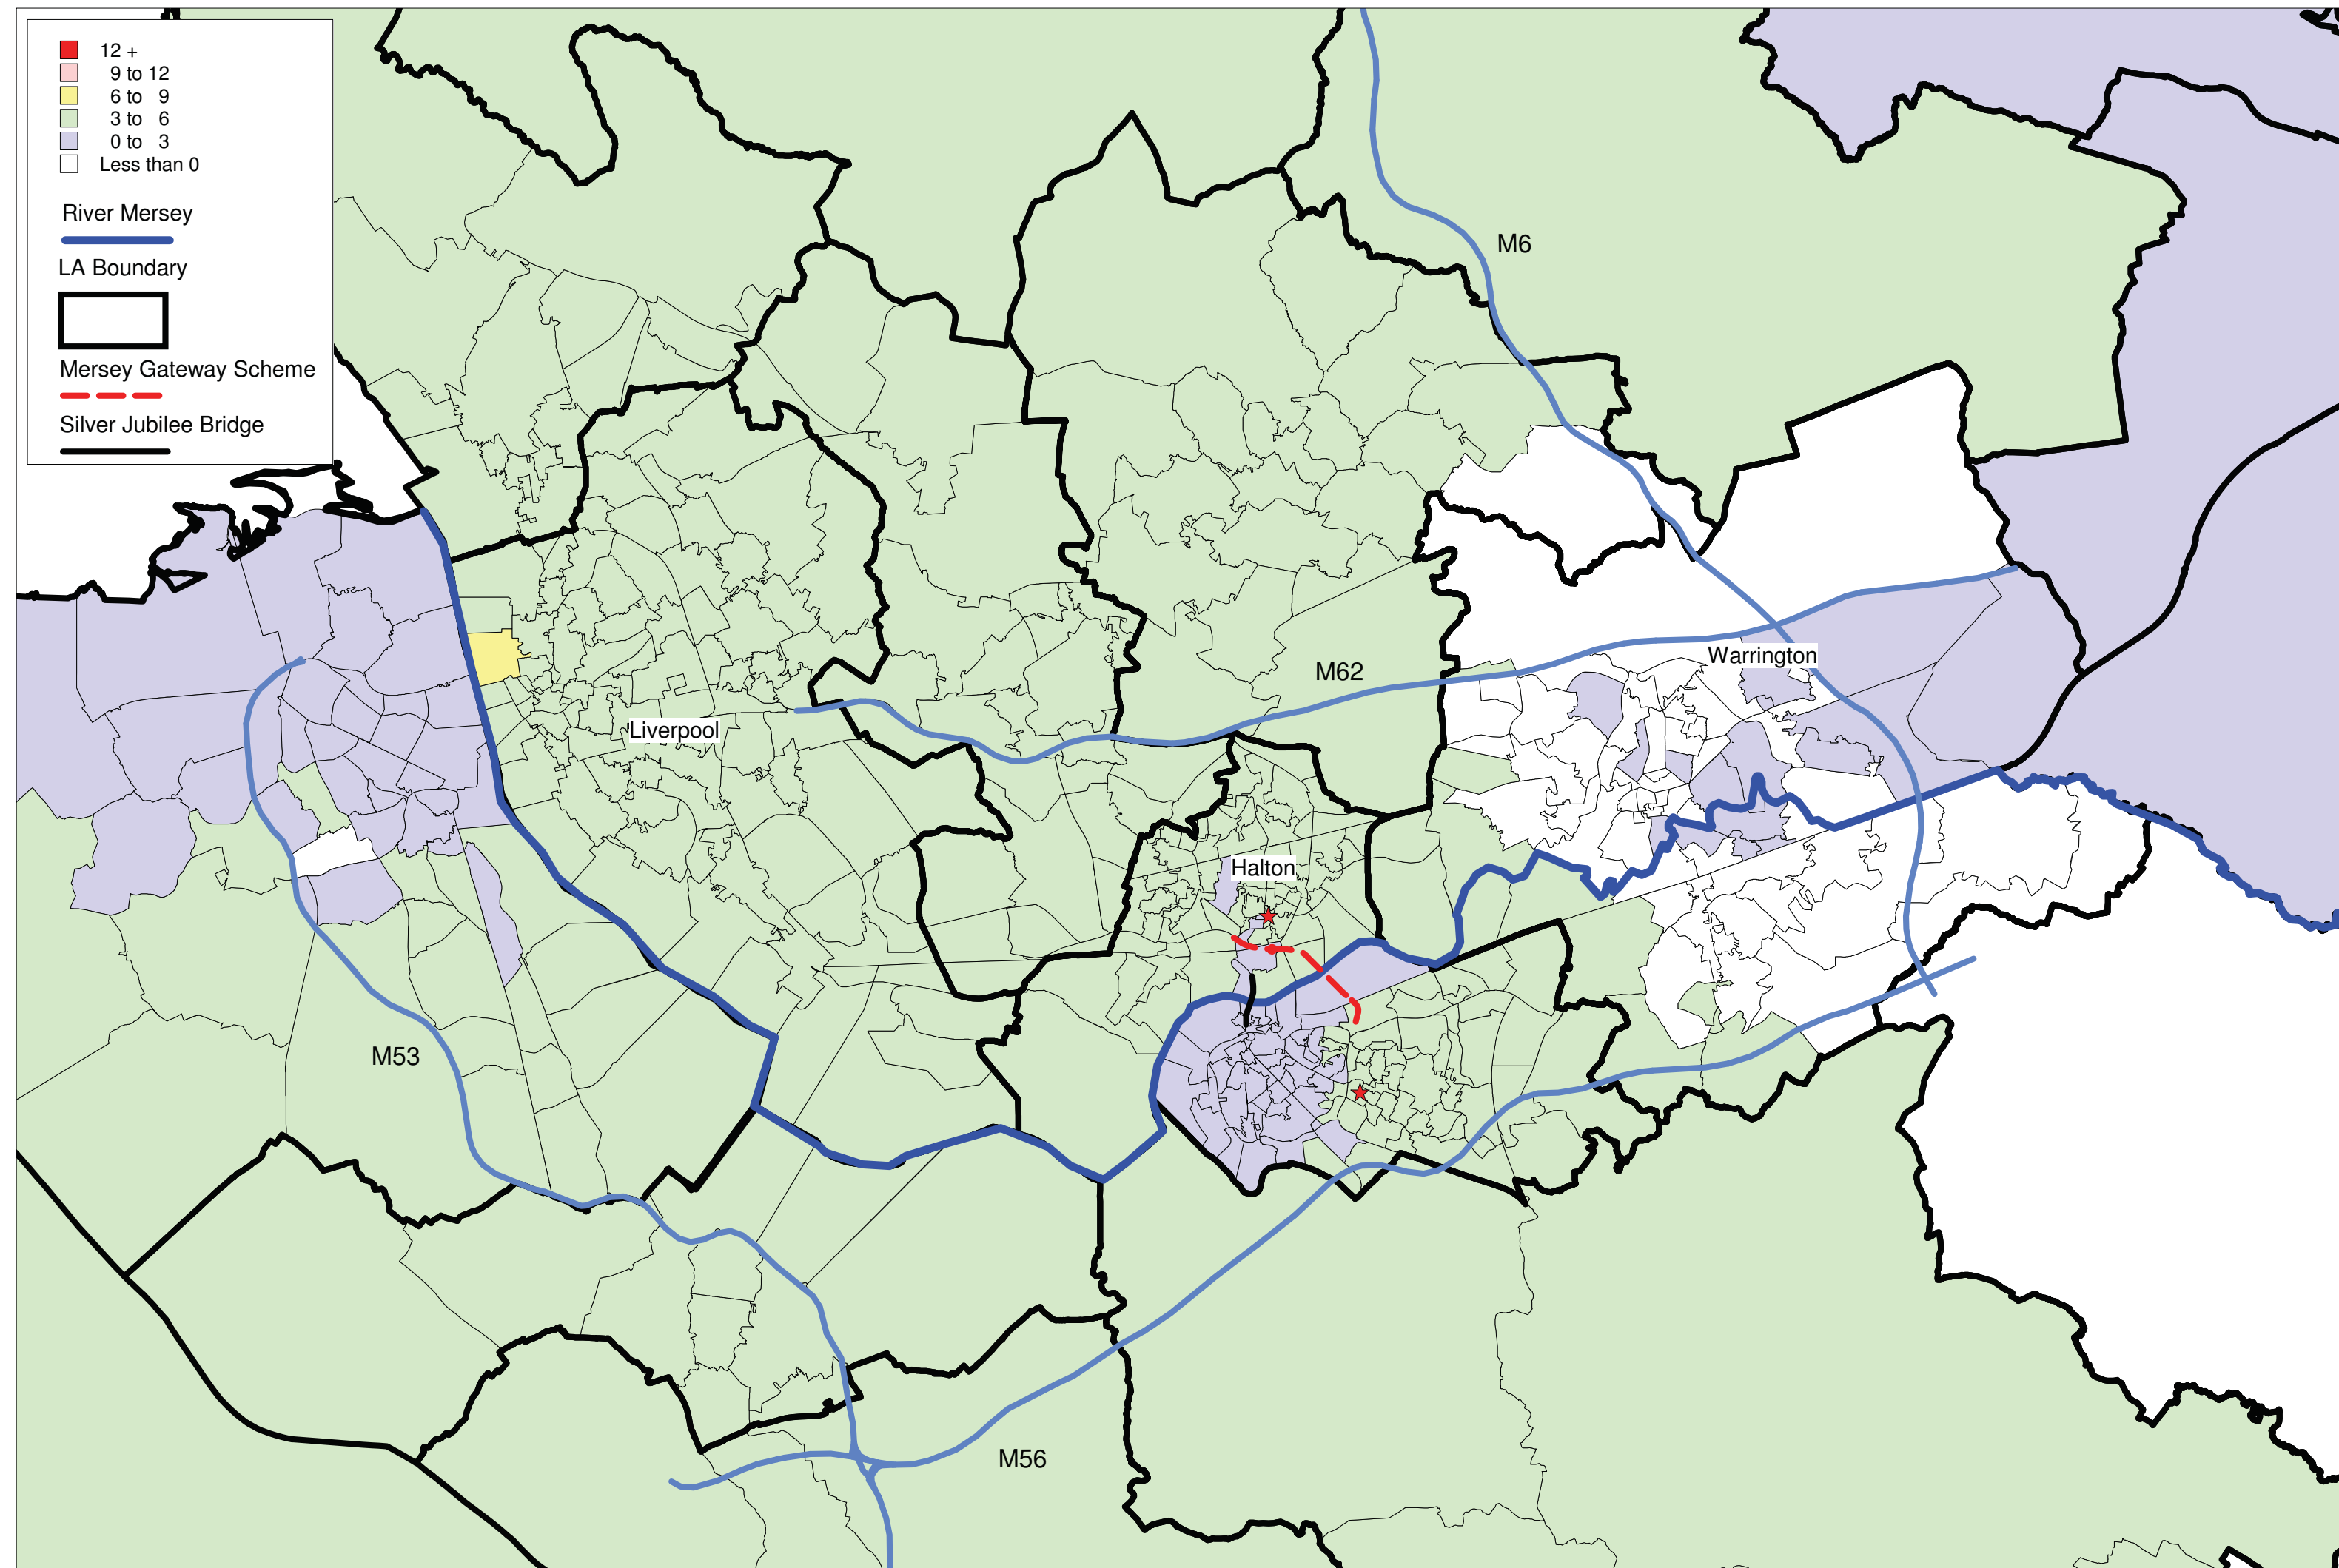 12 +
9 to 12
6 to 9
3 to 6
0 to 3
Less than 0
River Mersey
LA Boundary
Mersey Gateway Scheme
Silver Jubilee Bridge
M6
Warrington
M62
Liverpool
Halton
M53
M56